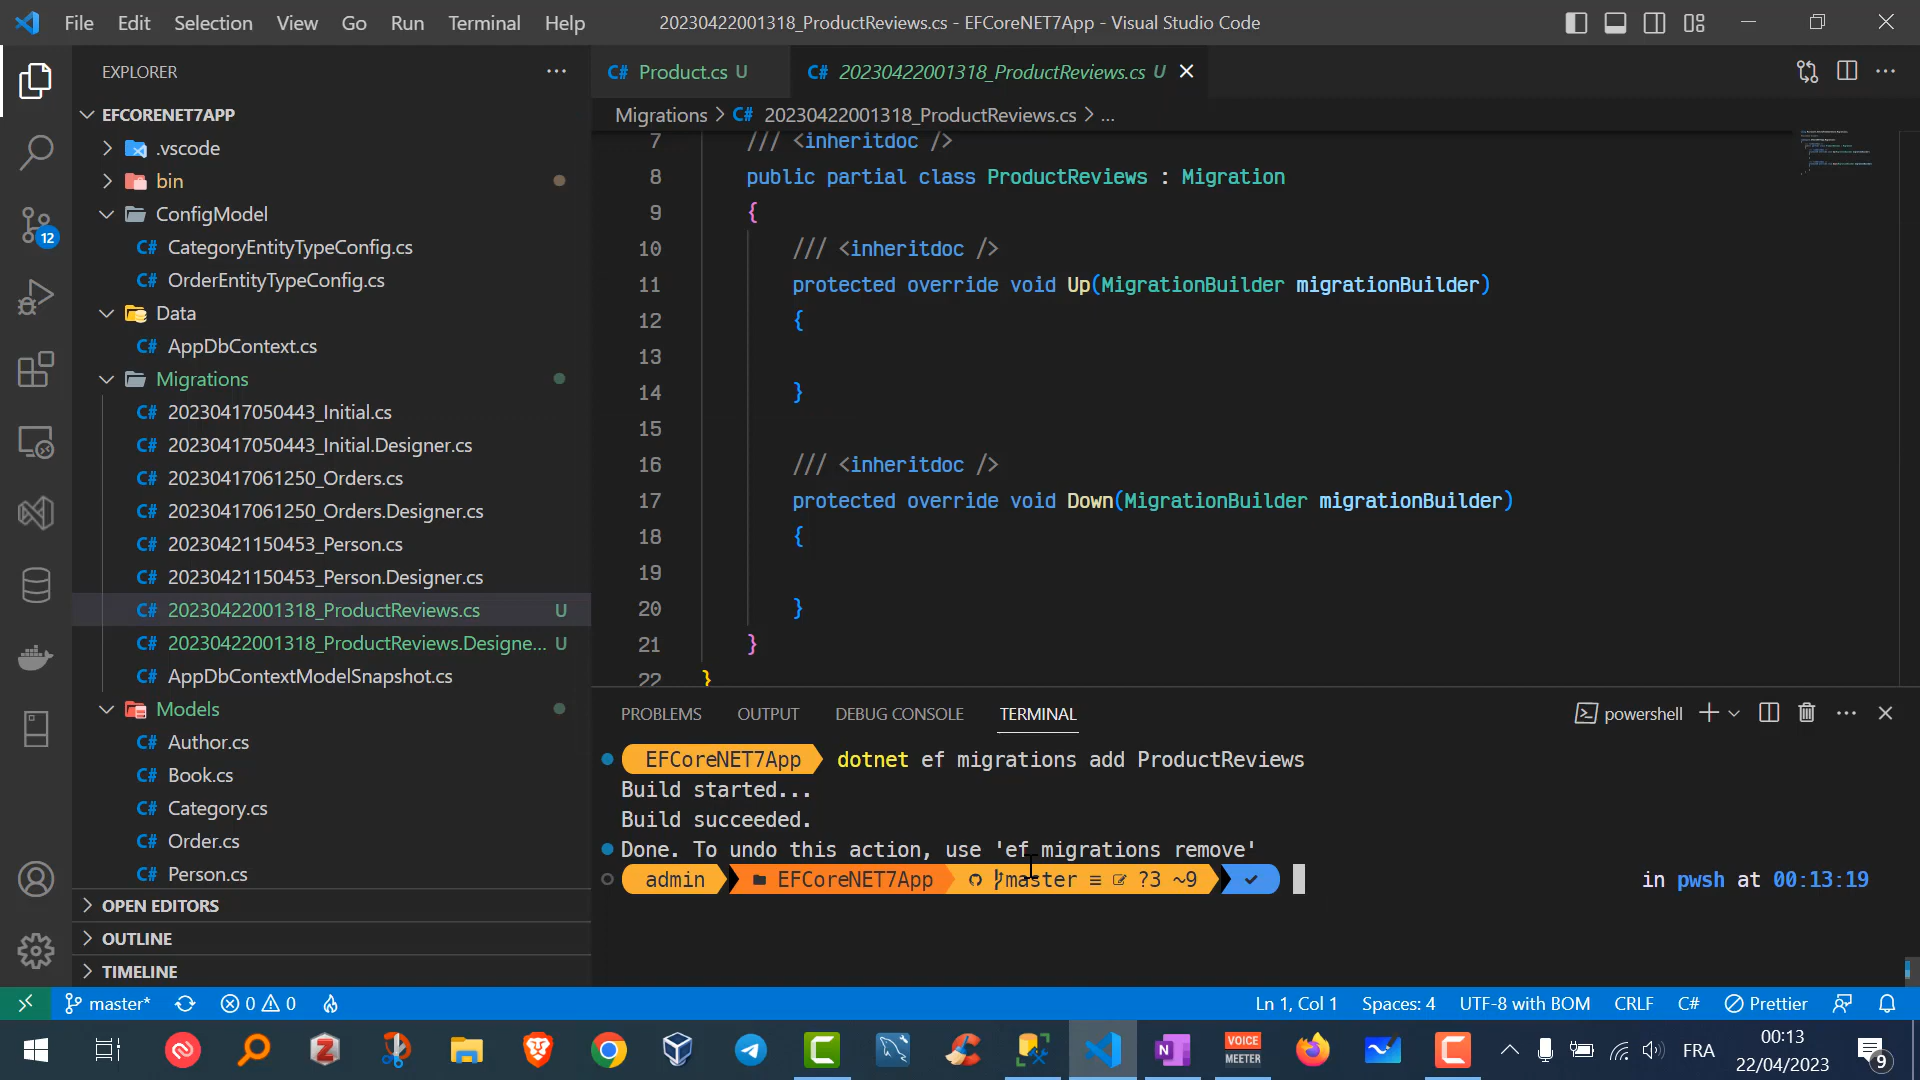 File Edit Selection View Go Run Terminal Help
20230422001318_ProductReviews.cs - EFCoreNET7App - Visual Studio Code
EXPLORER
EFCORENET7APP
.vscode
bin
ConfigModel
C# CategoryEntityTypeConfig.cs
C# OrderEntityTypeConfig.cs
Data
C# AppDbContext.cs
Migrations
C# 20230417050443_Initial.cs
C# 20230417050443_Initial.Designer.cs
C# 20230417061250_Orders.cs
C# 20230417061250_Orders.Designer.cs
C# 20230421150453_Person.cs
C# 20230421150453_Person.Designer.cs
C# 20230422001318_ProductReviews.cs U
C# 20230422001318_ProductReviews.Designe... U
C# AppDbContextModelSnapshot.cs
Models
C# Author.cs
C# Book.cs
C# Category.cs
C# Order.cs
C# Person.cs
OPEN EDITORS
OUTLINE
TIMELINE
12
C# Product.cs U
C# 20230422001318_ProductReviews.cs U
Migrations > C# 20230422001318_ProductReviews.cs > ...
7 /// <inheritdoc />
8 public partial class ProductReviews : Migration
9 {
10 /// <inheritdoc />
11 protected override void Up(MigrationBuilder migrationBuilder)
12 {
13
14 }
15
16 /// <inheritdoc />
17 protected override void Down(MigrationBuilder migrationBuilder)
18 {
19
20 }
21 }
22 }
PROBLEMS OUTPUT DEBUG CONSOLE TERMINAL
powershell
EFCoreNET7App dotnet ef migrations add ProductReviews
Build started...
Build succeeded.
Done. To undo this action, use 'ef migrations remove'
admin EFCoreNET7App master ≡ ?3 ~9 in pwsh at 00:13:19
master* 0 0 Ln 1, Col 1 Spaces: 4 UTF-8 with BOM CRLF C# Prettier
VOICE
MEETER
FRA
00:13
22/04/2023
9